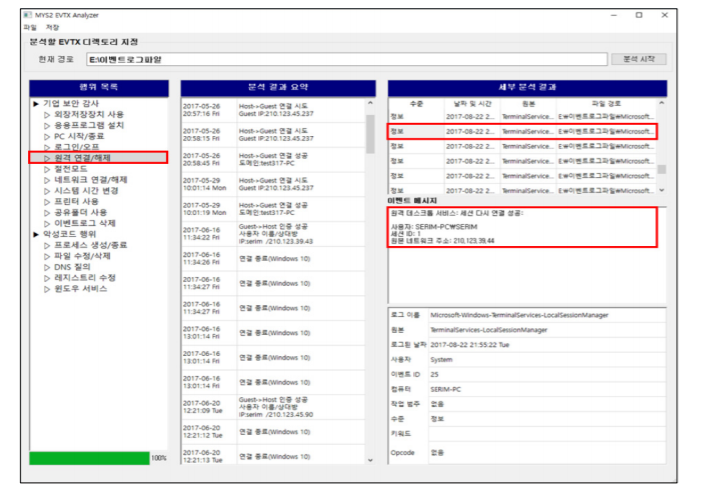 MYS2 EVTX Analyzer
파일 저장
분석할 EVTX 디렉토리 지정
현재 경로 E:\이벤트로그파일 분석 시작
행위 목록
▶ 기업 보안 감사
▷ 외장저장장치 사용
▷ 응용프로그램 설치
▷ PC 시작/종료
▷ 로그인/오프
▷ 원격 연결/해제
▷ 절전모드
▷ 네트워크 연결/해제
▷ 시스템 시간 변경
▷ 프린터 사용
▷ 공유폴더 사용
▷ 이벤트로그 삭제
▶ 악성코드 행위
▷ 프로세스 생성/종료
▷ 파일 수정/삭제
▷ DNS 질의
▷ 레지스트리 수정
▷ 윈도우 서비스
100%
분석 결과 요약
2017-05-26 20:57:16 Fri
Host->Guest 연결 시도
Guest IP:210.123.45.237
2017-05-26 20:58:15 Fri
Host->Guest 연결 시도
Guest IP:210.123.45.237
2017-05-26 20:58:45 Fri
Host->Guest 연결 성공
도메인:test317-PC
2017-05-29 10:01:14 Mon
Host->Guest 연결 시도
Guest IP:210.123.45.237
2017-05-29 10:01:19 Mon
Host->Guest 연결 성공
도메인:test317-PC
2017-06-16 11:34:22 Fri
Guest->Host 인증 성공
사용자 이름/상대방
IP:serim /210.123.39.43
2017-06-16 11:34:26 Fri
연결 종료(Windows 10)
2017-06-16 11:34:27 Fri
연결 종료(Windows 10)
2017-06-16 11:34:27 Fri
연결 종료(Windows 10)
2017-06-16 13:01:14 Fri
연결 종료(Windows 10)
2017-06-16 13:01:14 Fri
연결 종료(Windows 10)
2017-06-16 13:01:14 Fri
연결 종료(Windows 10)
2017-06-20 12:21:09 Tue
Guest->Host 인증 성공
사용자 이름/상대방
IP:serim /210.123.45.90
2017-06-20 12:21:12 Tue
연결 종료(Windows 10)
2017-06-20 12:21:13 Tue
연결 종료(Windows 10)
세부 분석 결과
수준 날짜 및 시간 원본 파일 경로
정보 2017-08-22 2... TerminalService... E:₩이벤트로그파일₩Microsoft...
정보 2017-08-22 2... TerminalService... E:₩이벤트로그파일₩Microsoft...
정보 2017-08-22 2... TerminalService... E:₩이벤트로그파일₩Microsoft...
정보 2017-08-22 2... TerminalService... E:₩이벤트로그파일₩Microsoft...
정보 2017-08-22 2... TerminalService... E:₩이벤트로그파일₩Microsoft...
이벤트 메시지
원격 데스크톱 서비스: 세션 다시 연결 성공:
사용자: SERIM-PC₩SERIM
세션 ID: 1
원본 네트워크 주소: 210.123.39.44
로그 이름 Microsoft-Windows-TerminalServices-LocalSessionManager
원본 TerminalServices-LocalSessionManager
로그된 날짜 2017-08-22 21:55:22 Tue
사용자 System
이벤트 ID 25
컴퓨터 SERIM-PC
작업 범주 없음
수준 정보
키워드
Opcode 없음